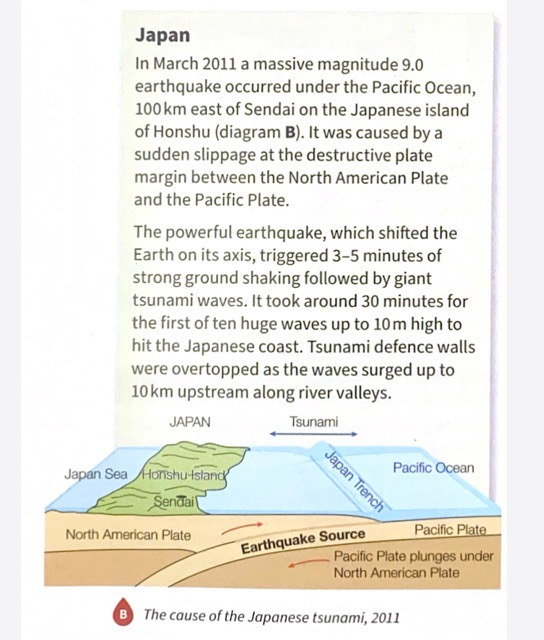 Japan
In March 2011 a massive magnitude 9.0
earthquake occurred under the Pacific Ocean,
100 km east of Sendai on the Japanese island
of Honshu (diagram B). It was caused by a
sudden slippage at the destructive plate
margin between the North American Plate
and the Pacific Plate.
The powerful earthquake, which shifted the
Earth on its axis, triggered 3–5 minutes of
strong ground shaking followed by giant
tsunami waves. It took around 30 minutes for
the first of ten huge waves up to 10 m high to
hit the Japanese coast. Tsunami defence walls
were overtopped as the waves surged up to
10 km upstream along river valleys.
JAPAN
Tsunami
Japan Sea
Honshu Island
Sendai
Japan Trench
Pacific Ocean
North American Plate
Earthquake Source
Pacific Plate
Pacific Plate plunges under
North American Plate
B The cause of the Japanese tsunami, 2011